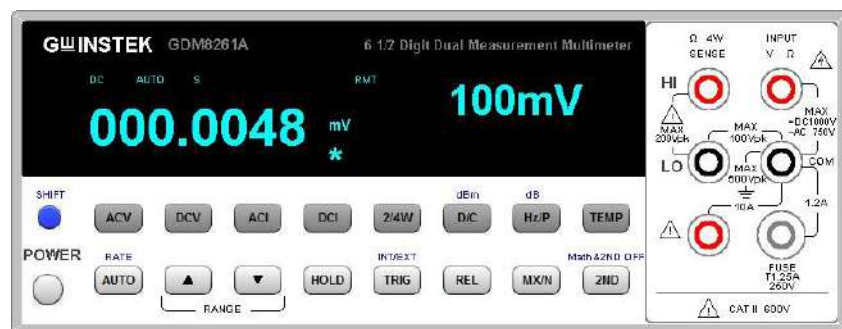 GWINSTEK GDM8261A 6 1/2 Digit Dual Measurement Multimeter
DC AUTO S RMT
000.0048 mV
*
100mV
SHIFT
dBm dB
ACV DCV ACI DCI 2/4W D/C Hz/P TEMP
POWER
RATE INT/EXT Math&2ND OFF
AUTO ▲ ▼ HOLD TRIG REL MX/N 2ND
RANGE
Ω 4W INPUT
SENSE V Ω
HI
MAX
200Vpk
MAX
100Vpk
MAX
DC1000V
AC 750V
LO
MAX
500Vpk
COM
10A
1.2A
FUSE
T1.25A
250V
CAT II 600V